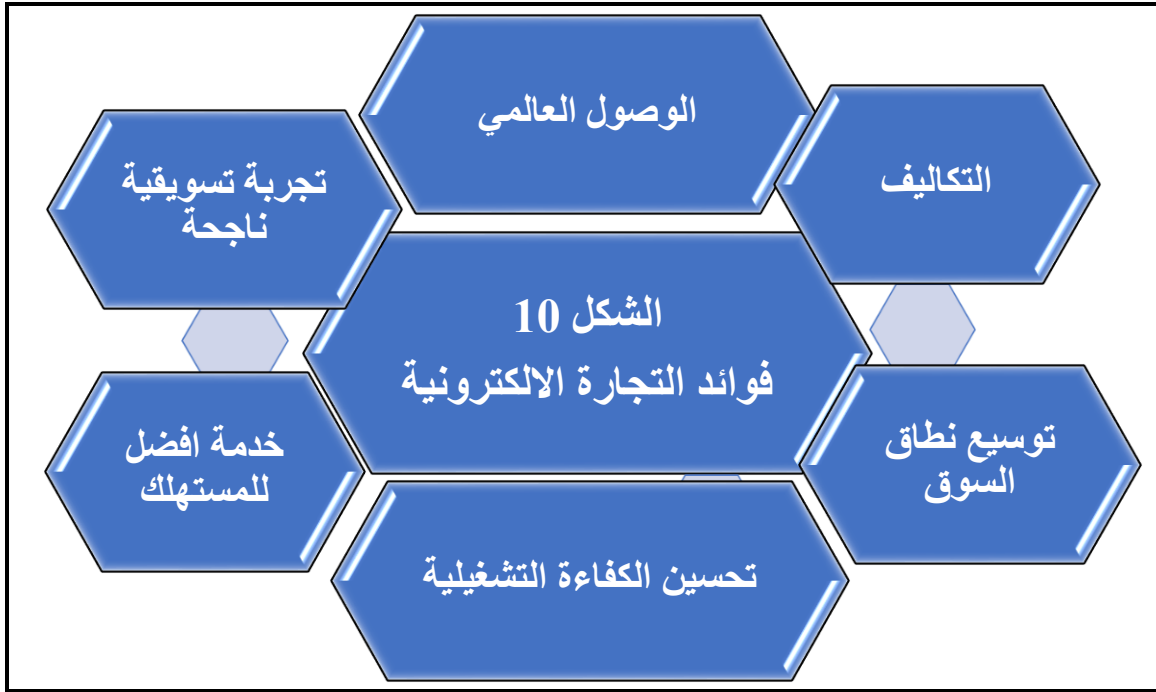 الوصول العالمي
التكاليف
تجربة تسويقية
ناجحة
الشكل 10
فوائد التجارة الالكترونية
توسيع نطاق
السوق
خدمة افضل
للمستهلك
تحسين الكفاءة التشغيلية